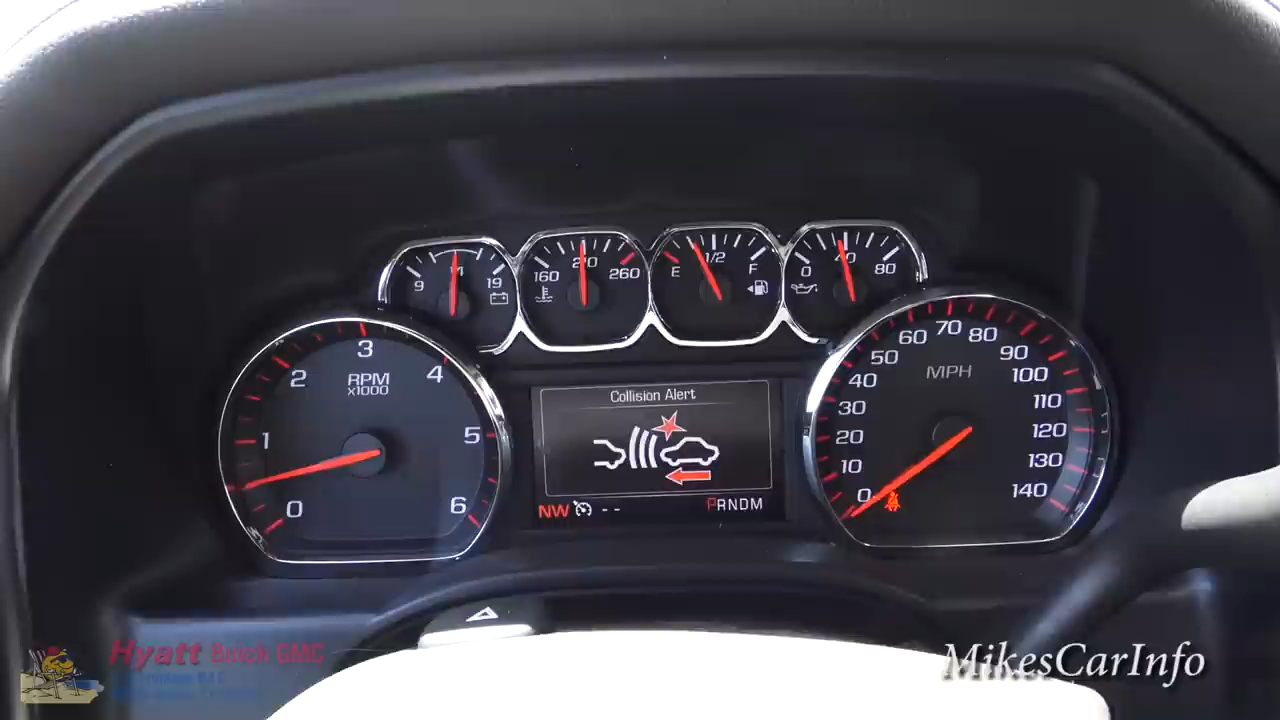 9 M 19
160 210 260
E 1/2 F
0 40 80
0 1 2 3 4 5 6
RPM
x1000
Collision Alert
NW --
PRNDM
0 10 20 30 40 50 60 70 80 90 100 110 120 130 140
MPH
Hyatt Buick GMC
MikesCarInfo